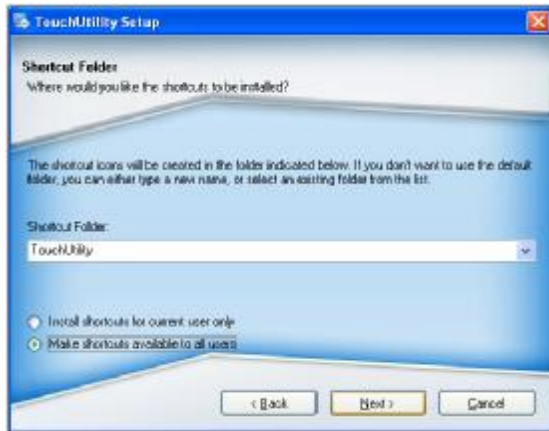 TouchUtility Setup
Shortcut Folder
Where would you like the shortcuts to be installed?
The shortcut icons will be created in the folder indicated below. If you don't want to use the default
folder, you can either type a new name, or select an existing folder from the list.
Shortcut Folder:
TouchUtility
Install shortcuts for current user only
Make shortcuts available to all users
< Back
Next >
Cancel